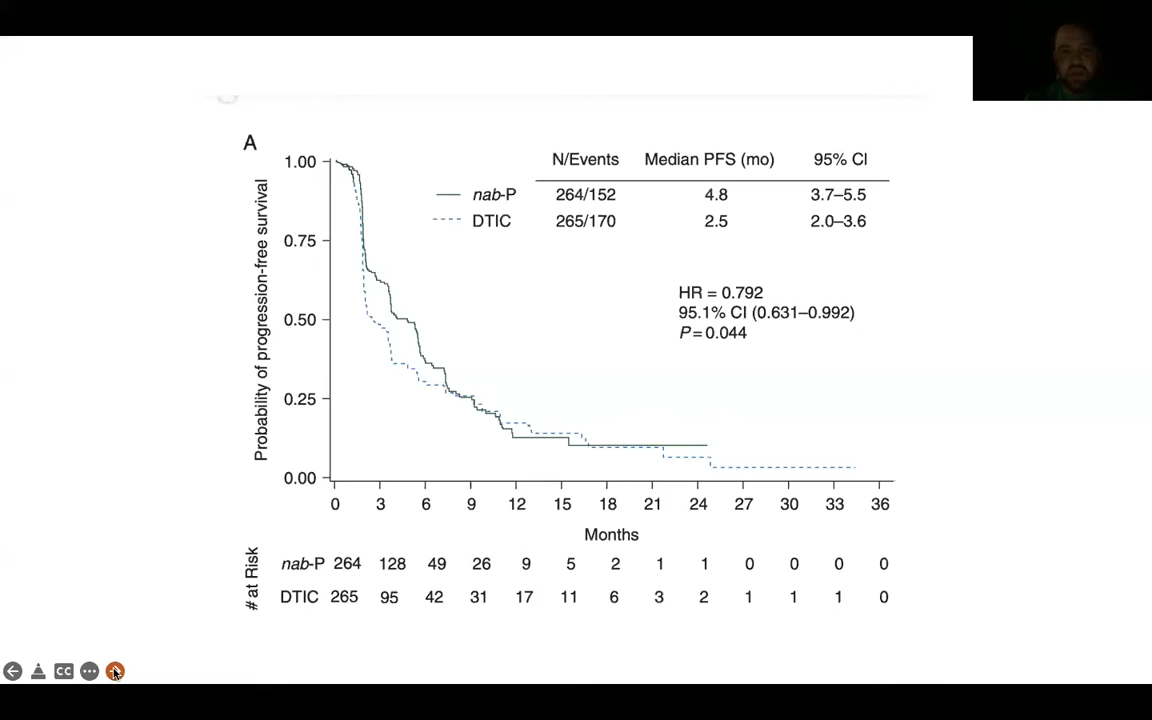 A
N/Events Median PFS (mo) 95% CI
nab-P 264/152 4.8 3.7–5.5
DTIC 265/170 2.5 2.0–3.6
HR = 0.792
95.1% CI (0.631–0.992)
P = 0.044
Probability of progression-free survival
1.00
0.75
0.50
0.25
0.00
0 3 6 9 12 15 18 21 24 27 30 33 36
Months
# at Risk
nab-P 264 128 49 26 9 5 2 1 1 0 0 0 0
DTIC 265 95 42 31 17 11 6 3 2 1 1 1 0
CC